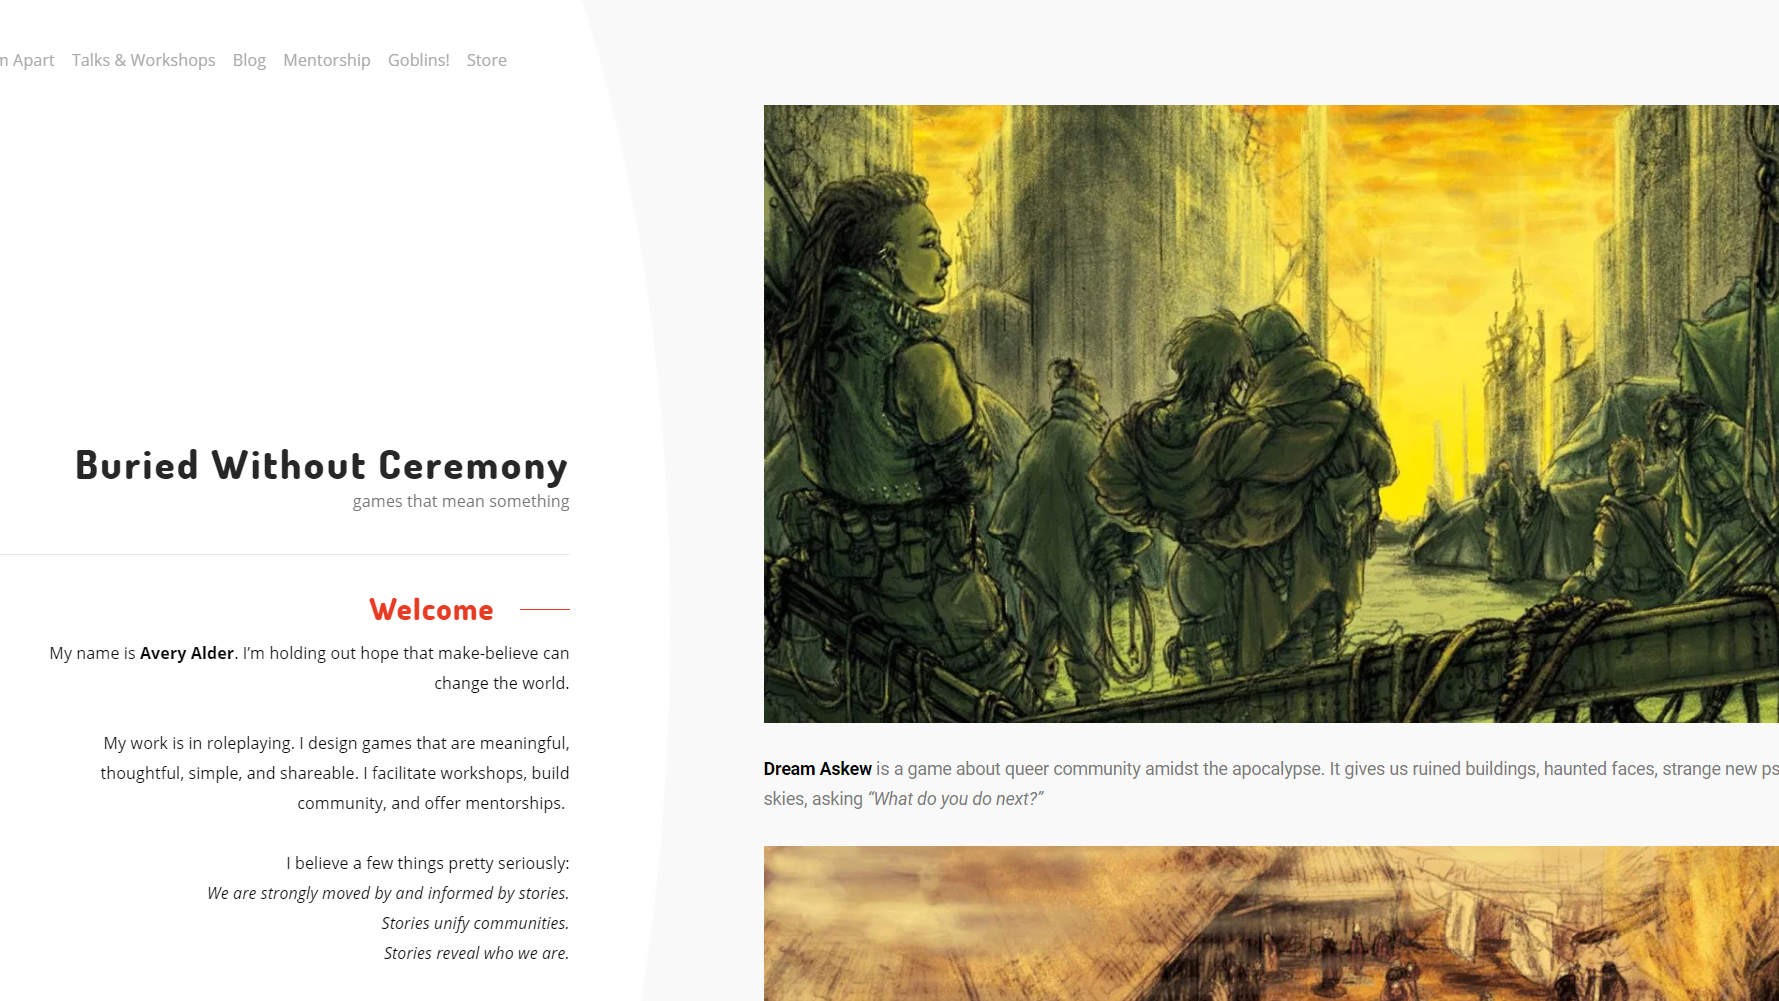 Apart Talks & Workshops Blog Mentorship Goblins! Store
Buried Without Ceremony
games that mean something
Welcome
My name is Avery Alder. I'm holding out hope that make-believe can
change the world.
My work is in roleplaying. I design games that are meaningful,
thoughtful, simple, and shareable. I facilitate workshops, build
community, and offer mentorships.
I believe a few things pretty seriously:
We are strongly moved by and informed by stories.
Stories unify communities.
Stories reveal who we are.
Dream Askew is a game about queer community amidst the apocalypse. It gives us ruined buildings, haunted faces, strange new
skies, asking “What do you do next?”